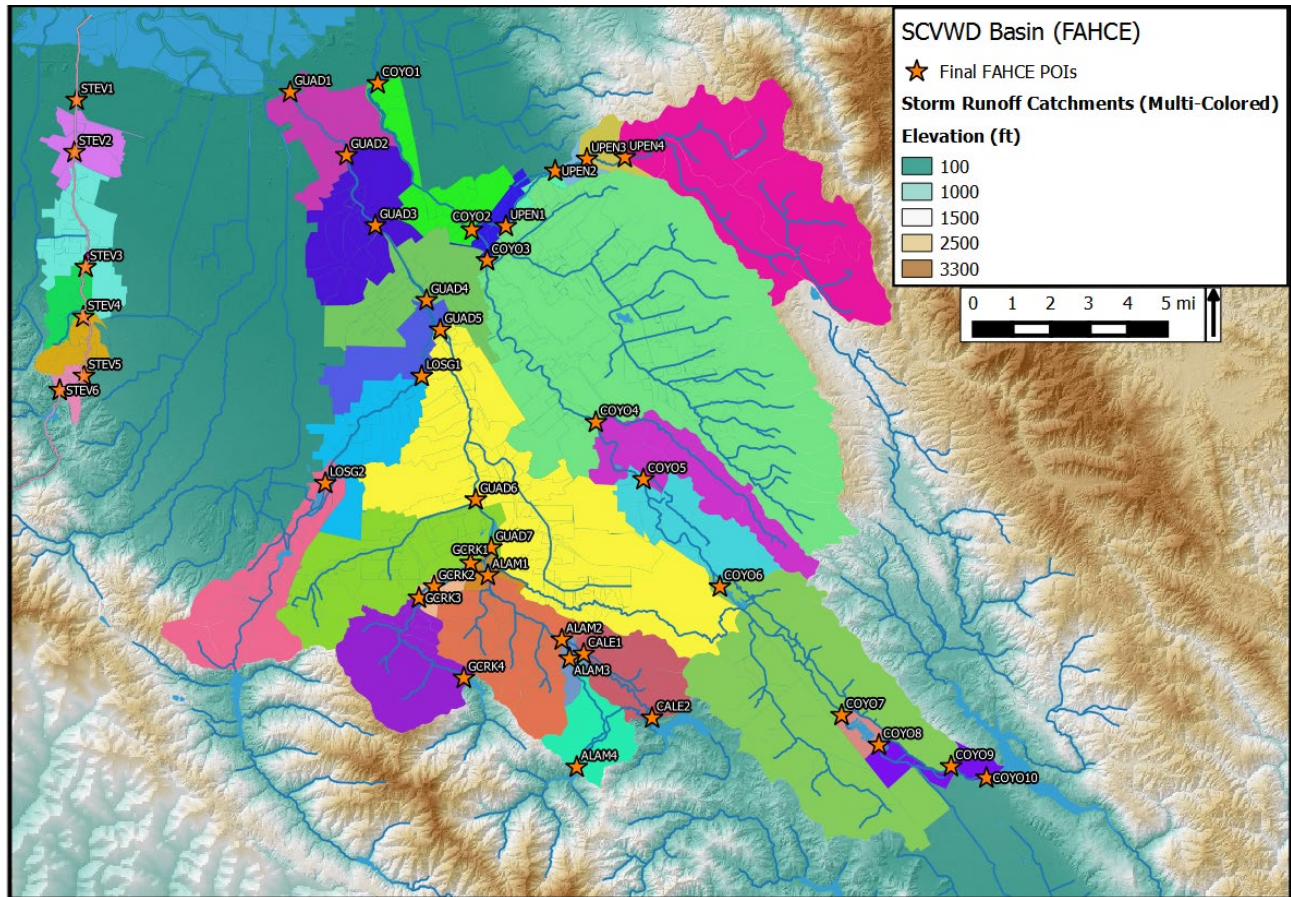 SCVWD Basin (FAHCE)
Final FAHCE POIs
Storm Runoff Catchments (Multi-Colored)
Elevation (ft)
100
1000
1500
2500
3300
0 1 2 3 4 5 mi
STEV1
GUAD1
COYO1
STEV2
GUAD2
UPEN3
UPEN4
UPEN2
GUAD3
COYO2
UPEN1
STEV3
COYO3
GUAD4
STEV4
GUAD5
LOSG1
STEV5
STEV6
COYO4
LOSG2
COYO5
GUAD6
GUAD7
GCRK1
ALAM1
GCRK2
COYO6
GCRK3
ALAM2
CALE1
ALAM3
GCRK4
CALE2
COYO7
COYO8
ALAM4
COYO9
COYO10